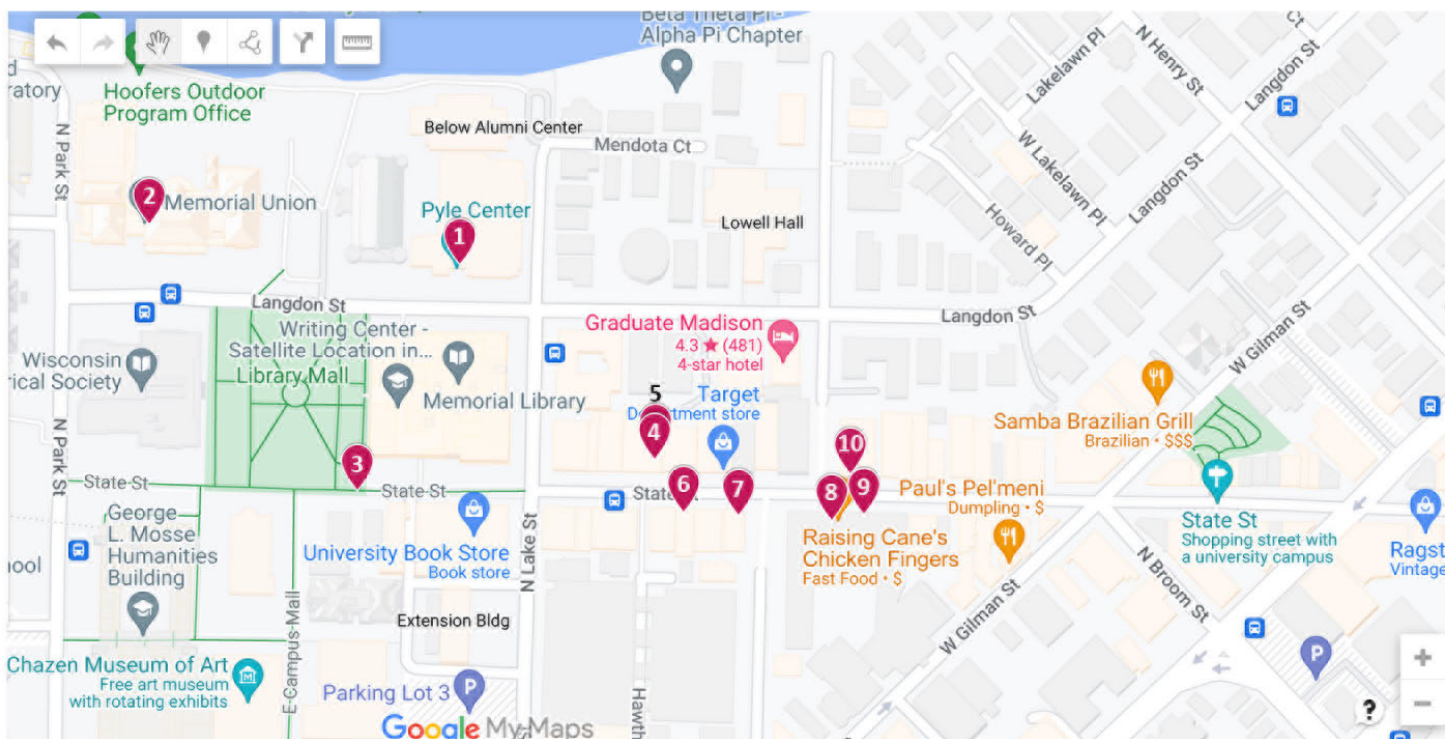 Beta Theta Pi -
Alpha Pi Chapter
Hoofers Outdoor
Program Office
N Park St
Below Alumni Center
Mendota Ct
Lakelawn Pl
N Henry St
Ct
Langdon St
W Lakelawn Pl
Langdon St
Howard Pl
2
Memorial Union
Pyle Center
1
Lowell Hall
Langdon St
Langdon St
W Gilman St
Writing Center -
Satellite Location in...
Library Mall
Wisconsin
rical Society
Memorial Library
Graduate Madison
4.3 ★ (481)
4-star hotel
Target
Department store
5
4
Samba Brazilian Grill
Brazilian • $$$
N Park St
3
10
State St
State St
State
6
7
8
9
Paul's Pel'meni
Dumpling • $
George
L. Mosse
Humanities
Building
University Book Store
Book store
N Lake St
Raising Cane's
Chicken Fingers
Fast Food • $
State St
Shopping street with
a university campus
Ragst
Vintage
N Broom St
W Gilman St
hool
E Campus Mall
Extension Bldg
Chazen Museum of Art
Free art museum
with rotating exhibits
Parking Lot 3
P
Hawth
P
+
?
−
Google My Maps